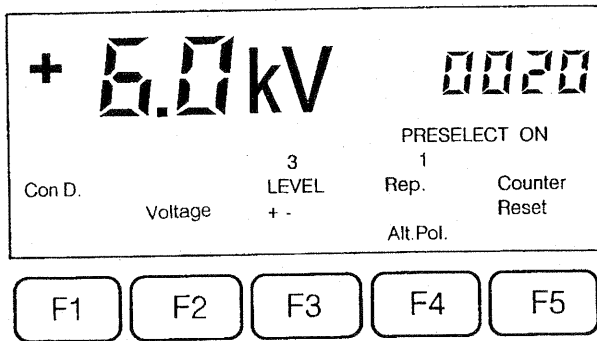 + 6.0 kV 0020
PRESELECT ON
3 1
Con D. LEVEL Rep. Counter
Voltage + - Reset
Alt.Pol.
F1 F2 F3 F4 F5